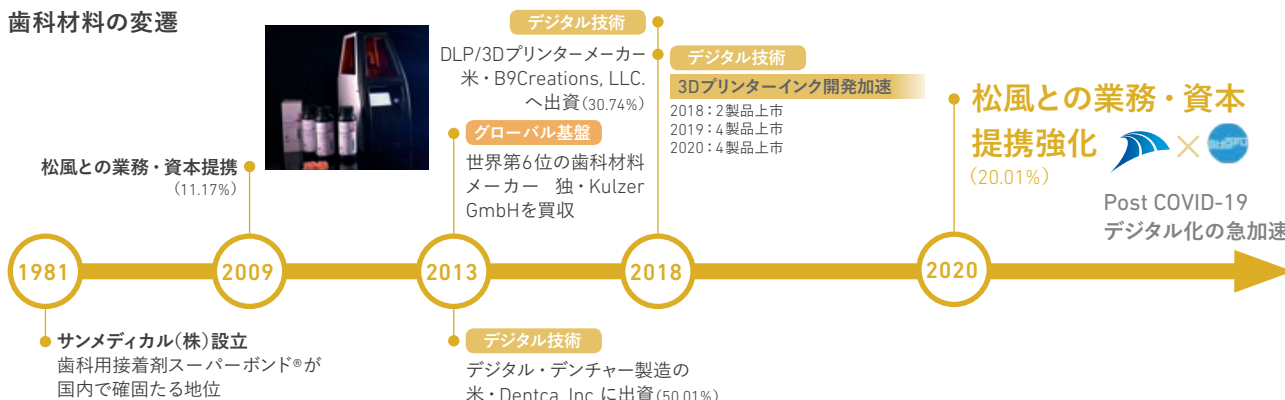 歯科材料の変遷
デジタル技術
DLP/3Dプリンターメーカー
米・B9Creations, LLC.
へ出資(30.74%)
デジタル技術
3Dプリンターインク開発加速
2018：2製品上市
2019：4製品上市
2020：4製品上市
グローバル基盤
世界第6位の歯科材料
メーカー 独・Kulzer
GmbHを買収
松風との業務・資本提携
(11.17%)
松風との業務・資本
提携強化
(20.01%)
SHOFU
Post COVID-19
デジタル化の急加速
1981
2009
2013
2018
2020
サンメディカル(株)設立
歯科用接着剤スーパーボンド®が
国内で確固たる地位
デジタル技術
デジタル・デンチャー製造の
米・Dentca, Inc.に出資(50.01%)